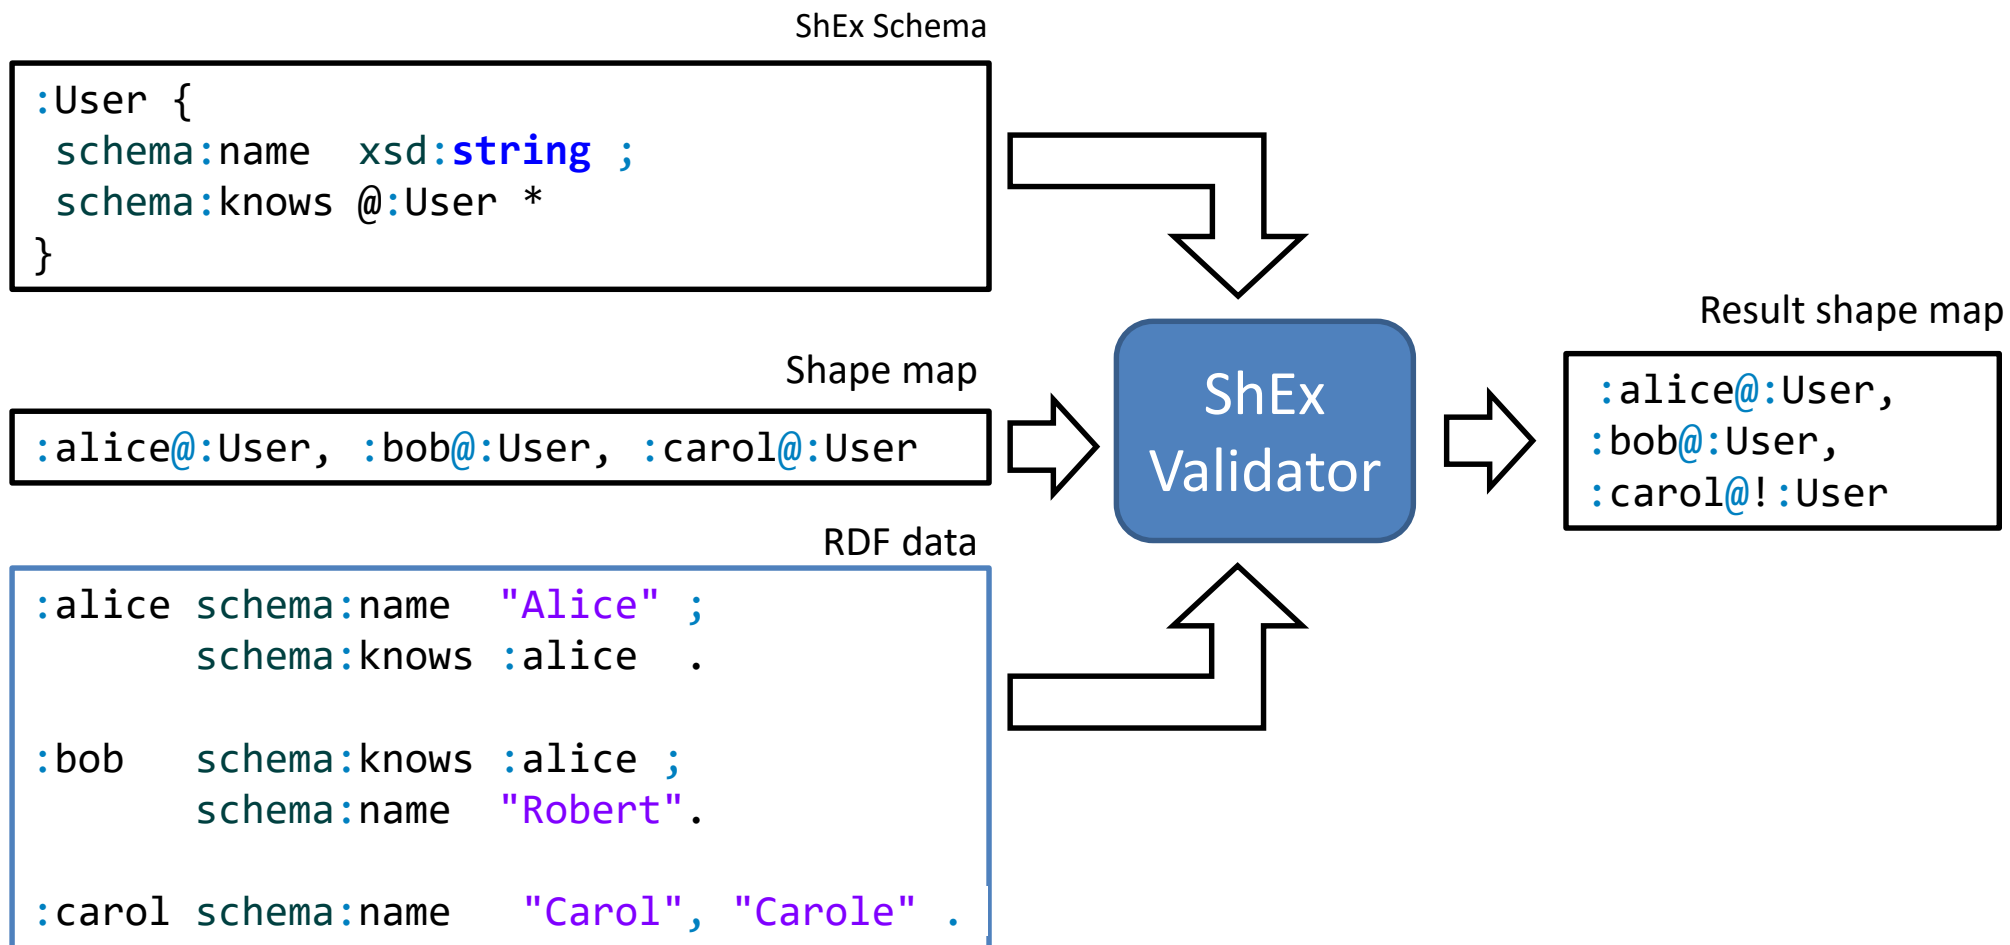 ShEx Schema
:User {
 schema:name  xsd:string ;
 schema:knows @:User *
}
Shape map
:alice@:User, :bob@:User, :carol@:User
RDF data
:alice schema:name  "Alice" ;
       schema:knows :alice  .
:bob   schema:knows :alice ;
       schema:name  "Robert".
:carol schema:name   "Carol", "Carole" .
ShEx
Validator
Result shape map
:alice@:User,
:bob@:User,
:carol@!:User